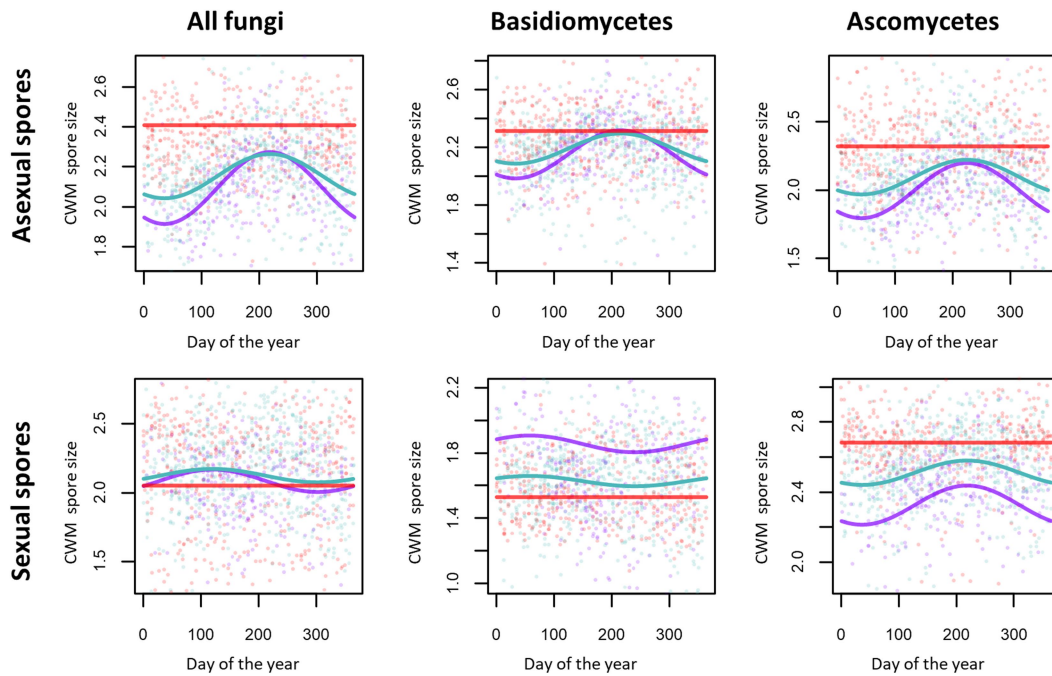 All fungi
Basidiomycetes
Ascomycetes
Asexual spores
CWM spore size
2.6
2.4
2.2
2.0
1.8
0 100 200 300
Day of the year
CWM spore size
2.6
2.2
1.8
1.4
0 100 200 300
Day of the year
CWM spore size
2.5
2.0
1.5
0 100 200 300
Day of the year
Sexual spores
CWM spore size
2.5
2.0
1.5
0 100 200 300
Day of the year
CWM spore size
2.2
1.8
1.4
1.0
0 100 200 300
Day of the year
CWM spore size
2.8
2.4
2.0
0 100 200 300
Day of the year